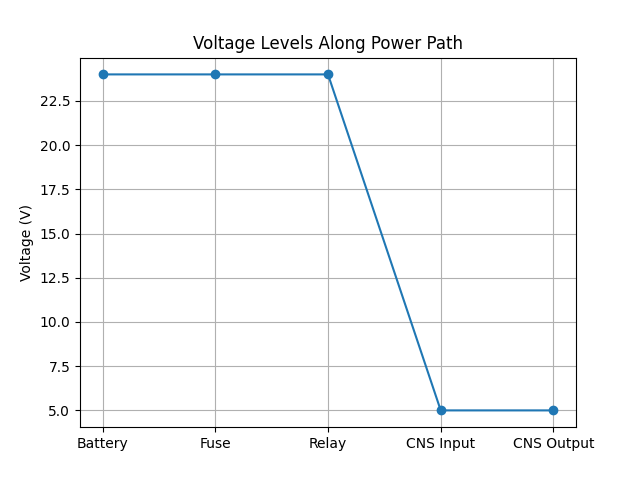 Voltage Levels Along Power Path
Voltage (V)
22.5
20.0
17.5
15.0
12.5
10.0
7.5
5.0
Battery Fuse Relay CNS Input CNS Output